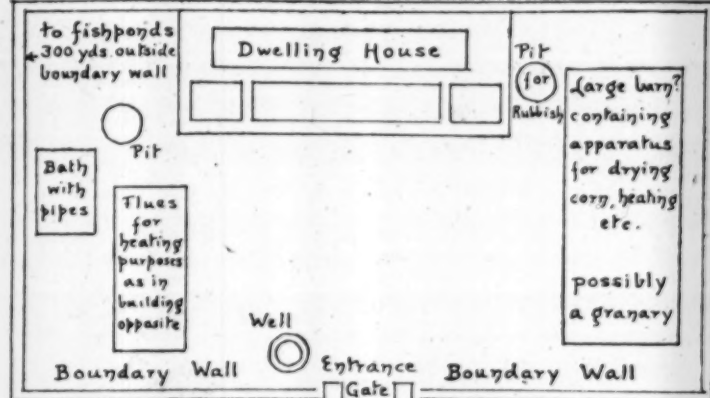 to fishponds
300 yds. outside
boundary wall
Dwelling House
Pit
for
Rubbish
Large barn?
containing
apparatus
for drying
corn, heating
etc.
possibly
a granary
Pit
Bath
with
pipes
Flues
for
heating
purposes
as in
building
opposite
Well
Boundary Wall
Entrance
Gate
Boundary Wall